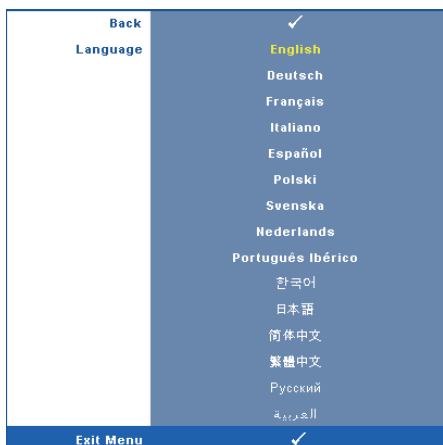 Back ✓
Language English
Deutsch
Français
Italiano
Español
Polski
Svenska
Nederlands
Português Ibérico
한국어
日本語
简体中文
繁體中文
Русский
العربية
Exit Menu ✓